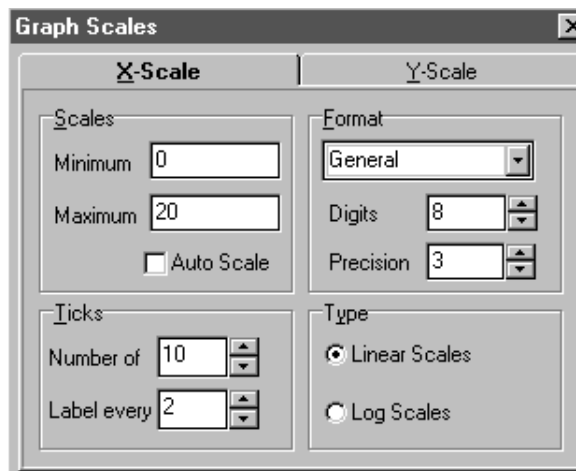 Graph Scales
X-Scale
Y-Scale
Scales
Minimum 0
Maximum 20
Auto Scale
Format
General
Digits 8
Precision 3
Ticks
Number of 10
Label every 2
Type
Linear Scales
Log Scales